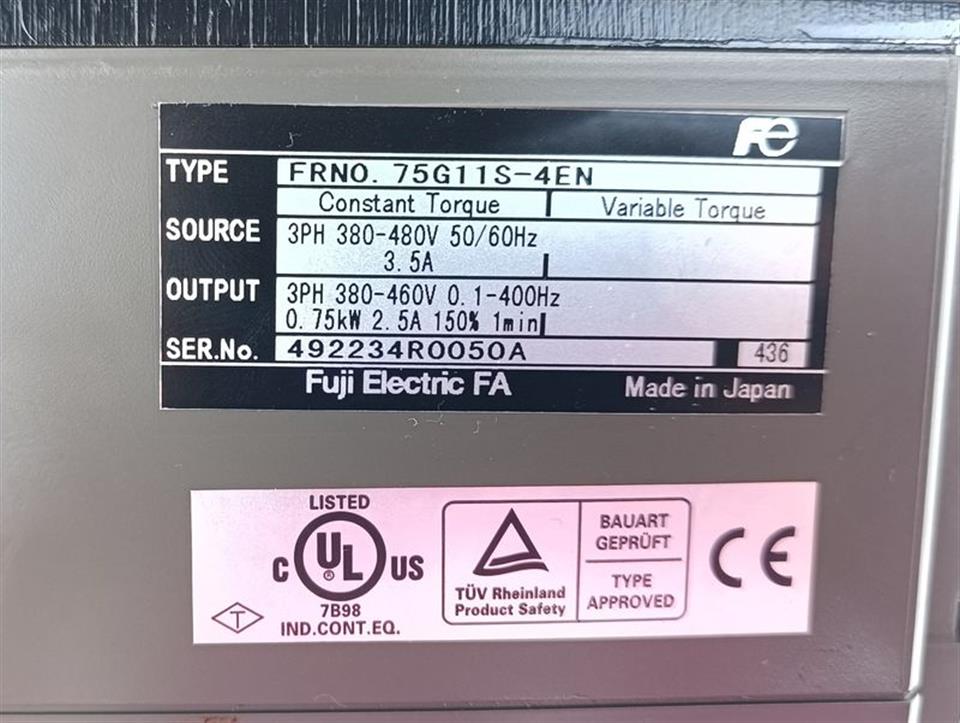 Fe
TYPE FRN0.75G11S-4EN
Constant Torque Variable Torque
SOURCE 3PH 380-480V 50/60Hz
3.5A
OUTPUT 3PH 380-460V 0.1-400Hz
0.75kW 2.5A 150% 1min
SER.No. 492234R0050A 436
Fuji Electric FA Made in Japan
LISTED
C UL US
®
7B98
IND.CONT.EQ.
T
TÜV Rheinland
Product Safety
BAUART
GEPRÜFT
TYPE
APPROVED
CE